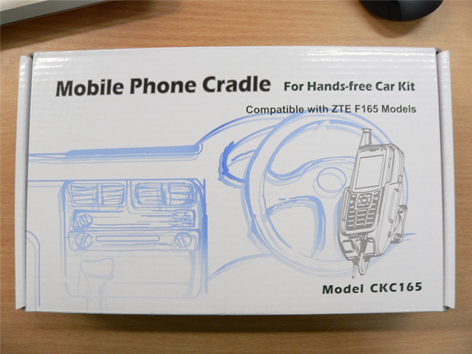 Mobile Phone Cradle For Hands-free Car Kit
Compatible with ZTE F165 Models
Model CKC165